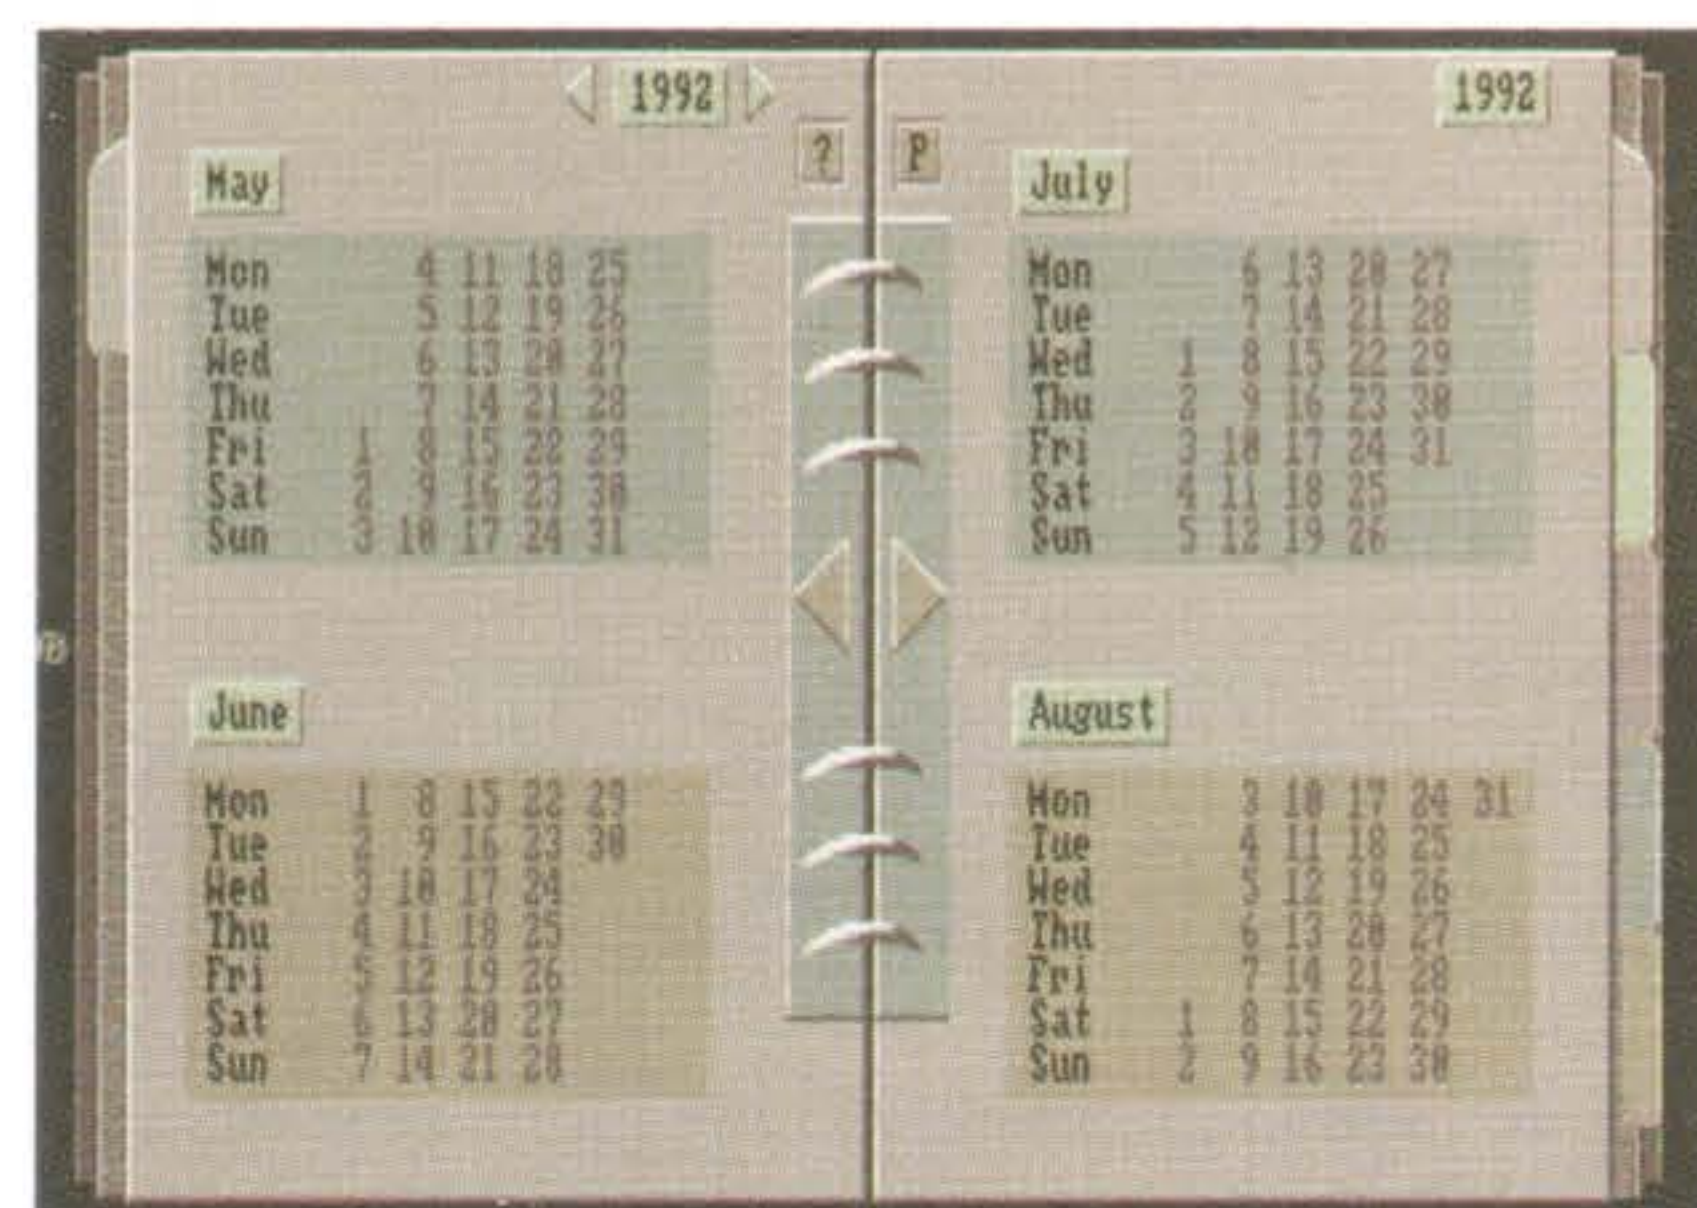 1992
?
May
Mon 4 11 18 25
Tue 5 12 19 26
Wed 6 13 20 27
Thu 7 14 21 28
Fri 1 8 15 22 29
Sat 2 9 16 23 30
Sun 3 10 17 24 31
June
Mon 1 8 15 22 29
Tue 2 9 16 23 30
Wed 3 10 17 24
Thu 4 11 18 25
Fri 5 12 19 26
Sat 6 13 20 27
Sun 7 14 21 28
1992
P
July
Mon 6 13 20 27
Tue 7 14 21 28
Wed 1 8 15 22 29
Thu 2 9 16 23 30
Fri 3 10 17 24 31
Sat 4 11 18 25
Sun 5 12 19 26
August
Mon 3 10 17 24 31
Tue 4 11 18 25
Wed 5 12 19 26
Thu 6 13 20 27
Fri 7 14 21 28
Sat 1 8 15 22 29
Sun 2 9 16 23 30